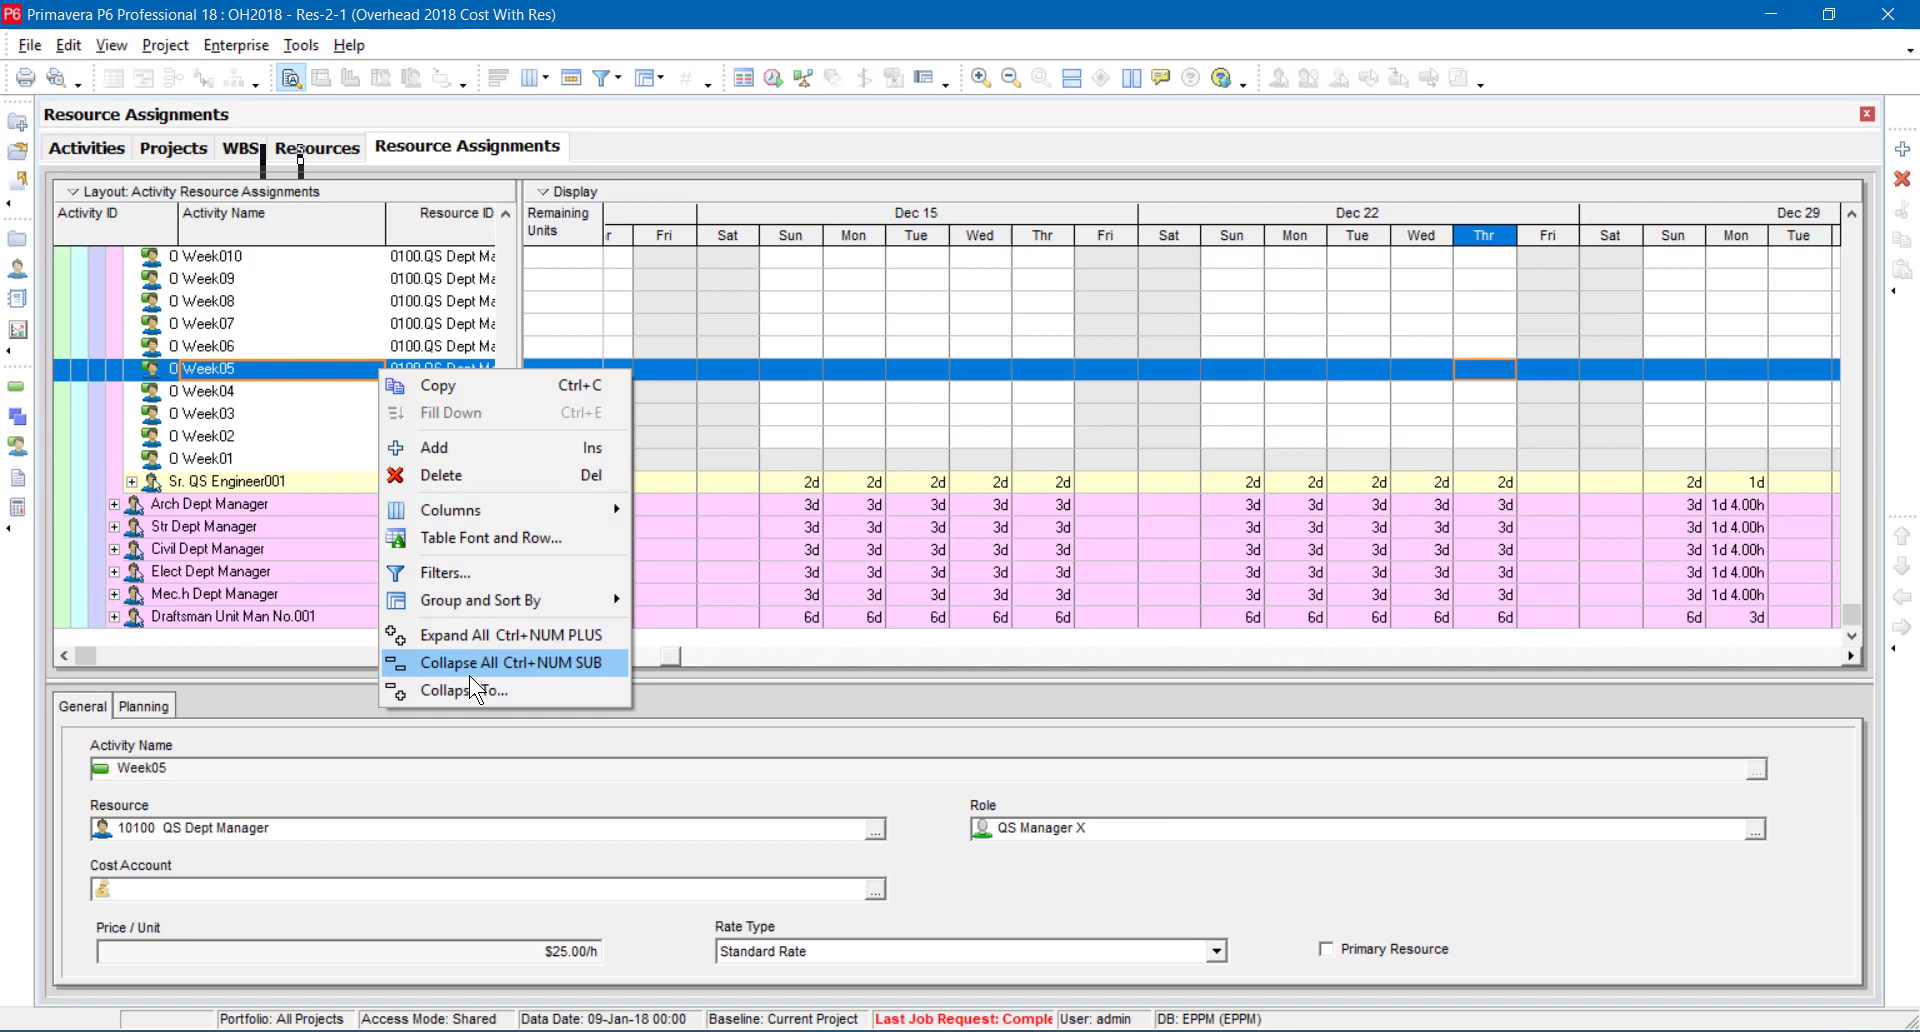 P6 Primavera P6 Professional 18 : OH2018 - Res-2-1 (Overhead 2018 Cost With Res)
File Edit View Project Enterprise Tools Help
Resource Assignments
Activities Projects WBS Resources Resource Assignments
Layout: Activity Resource Assignments Display
Activity ID Activity Name Resource ID Remaining Units Dec 15 Dec 22 Dec 29
r Fri Sat Sun Mon Tue Wed Thr Fri Sat Sun Mon Tue Wed Thr Fri Sat Sun Mon Tue
O Week010 0100.QS Dept Ma
O Week09 0100.QS Dept Ma
O Week08 0100.QS Dept Ma
O Week07 0100.QS Dept Ma
O Week06 0100.QS Dept Ma
O Week05 0100.QS Dept M
O Week04
O Week03
O Week02
O Week01
Sr. QS Engineer001 2d 2d 2d 2d 2d 2d 2d 2d 2d 2d 2d 1d
Arch Dept Manager 3d 3d 3d 3d 3d 3d 3d 3d 3d 3d 3d 1d 4.00h
Str Dept Manager 3d 3d 3d 3d 3d 3d 3d 3d 3d 3d 3d 1d 4.00h
Civil Dept Manager 3d 3d 3d 3d 3d 3d 3d 3d 3d 3d 3d 1d 4.00h
Elect Dept Manager 3d 3d 3d 3d 3d 3d 3d 3d 3d 3d 3d 1d 4.00h
Mec.h Dept Manager 3d 3d 3d 3d 3d 3d 3d 3d 3d 3d 3d 1d 4.00h
Draftsman Unit Man No.001 6d 6d 6d 6d 6d 6d 6d 6d 6d 6d 6d 3d
Copy Ctrl+C
Fill Down Ctrl+E
Add Ins
Delete Del
Columns
Table Font and Row...
Filters...
Group and Sort By
Expand All Ctrl+NUM PLUS
Collapse All Ctrl+NUM SUB
Collaps To...
General Planning
Activity Name
Week05
Resource Role
10100 QS Dept Manager QS Manager X
Cost Account
Price / Unit Rate Type
$25.00/h Standard Rate Primary Resource
Portfolio: All Projects Access Mode: Shared Data Date: 09-Jan-18 00:00 Baseline: Current Project Last Job Request: Comple User: admin DB: EPPM (EPPM)